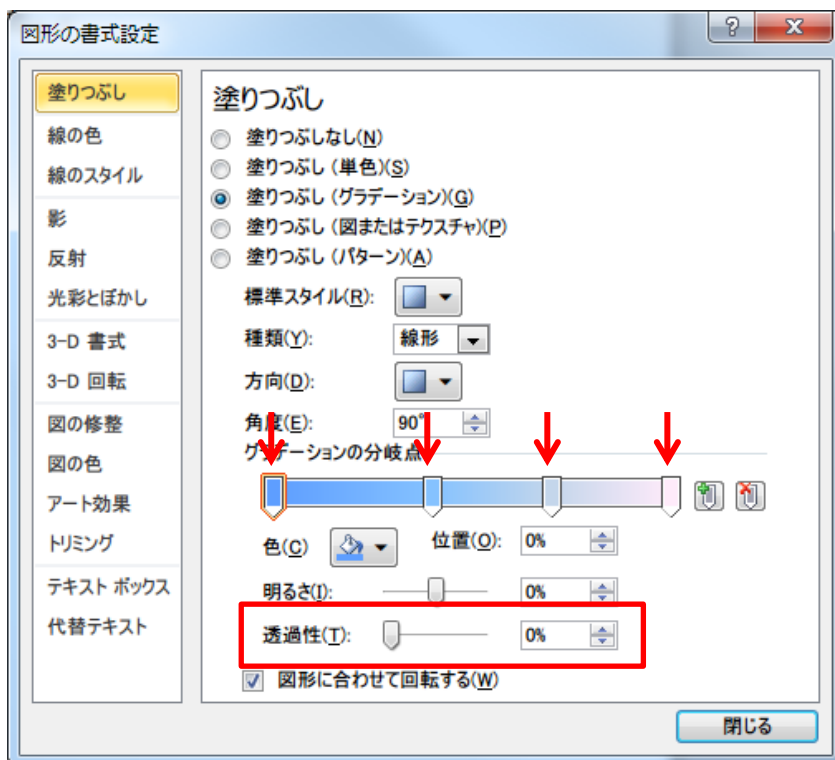 図形の書式設定
塗りつぶし
線の色
線のスタイル
影
反射
光彩とぼかし
3-D 書式
3-D 回転
図の修整
図の色
アート効果
トリミング
テキスト ボックス
代替テキスト
塗りつぶし
塗りつぶしなし(N)
塗りつぶし (単色)(S)
塗りつぶし (グラデーション)(G)
塗りつぶし (図またはテクスチャ)(P)
塗りつぶし (パターン)(A)
標準スタイル(R):
種類(Y): 線形
方向(D):
角度(E): 90°
グラデーションの分岐点
色(C) 位置(O): 0%
明るさ(I): 0%
透過性(T): 0%
図形に合わせて回転する(W)
閉じる